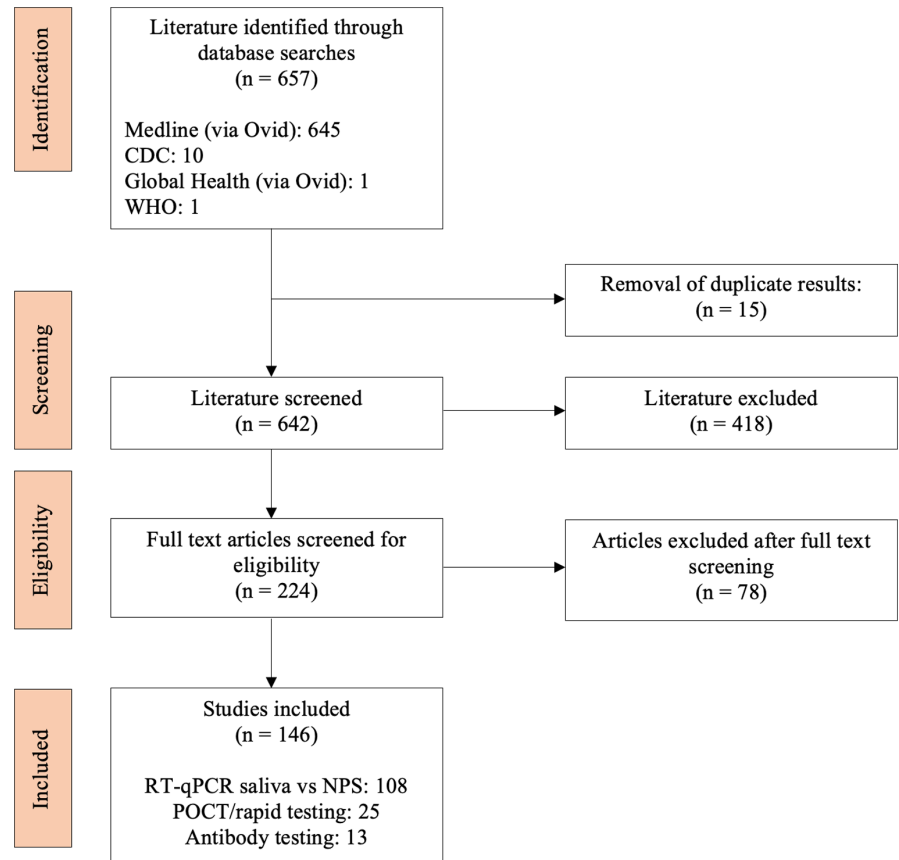 Identification
Literature identified through
database searches
(n = 657)
Medline (via Ovid): 645
CDC: 10
Global Health (via Ovid): 1
WHO: 1
Removal of duplicate results:
(n = 15)
Screening
Literature screened
(n = 642)
Literature excluded
(n = 418)
Eligibility
Full text articles screened for
eligibility
(n = 224)
Articles excluded after full text
screening
(n = 78)
Included
Studies included
(n = 146)
RT-qPCR saliva vs NPS: 108
POCT/rapid testing: 25
Antibody testing: 13